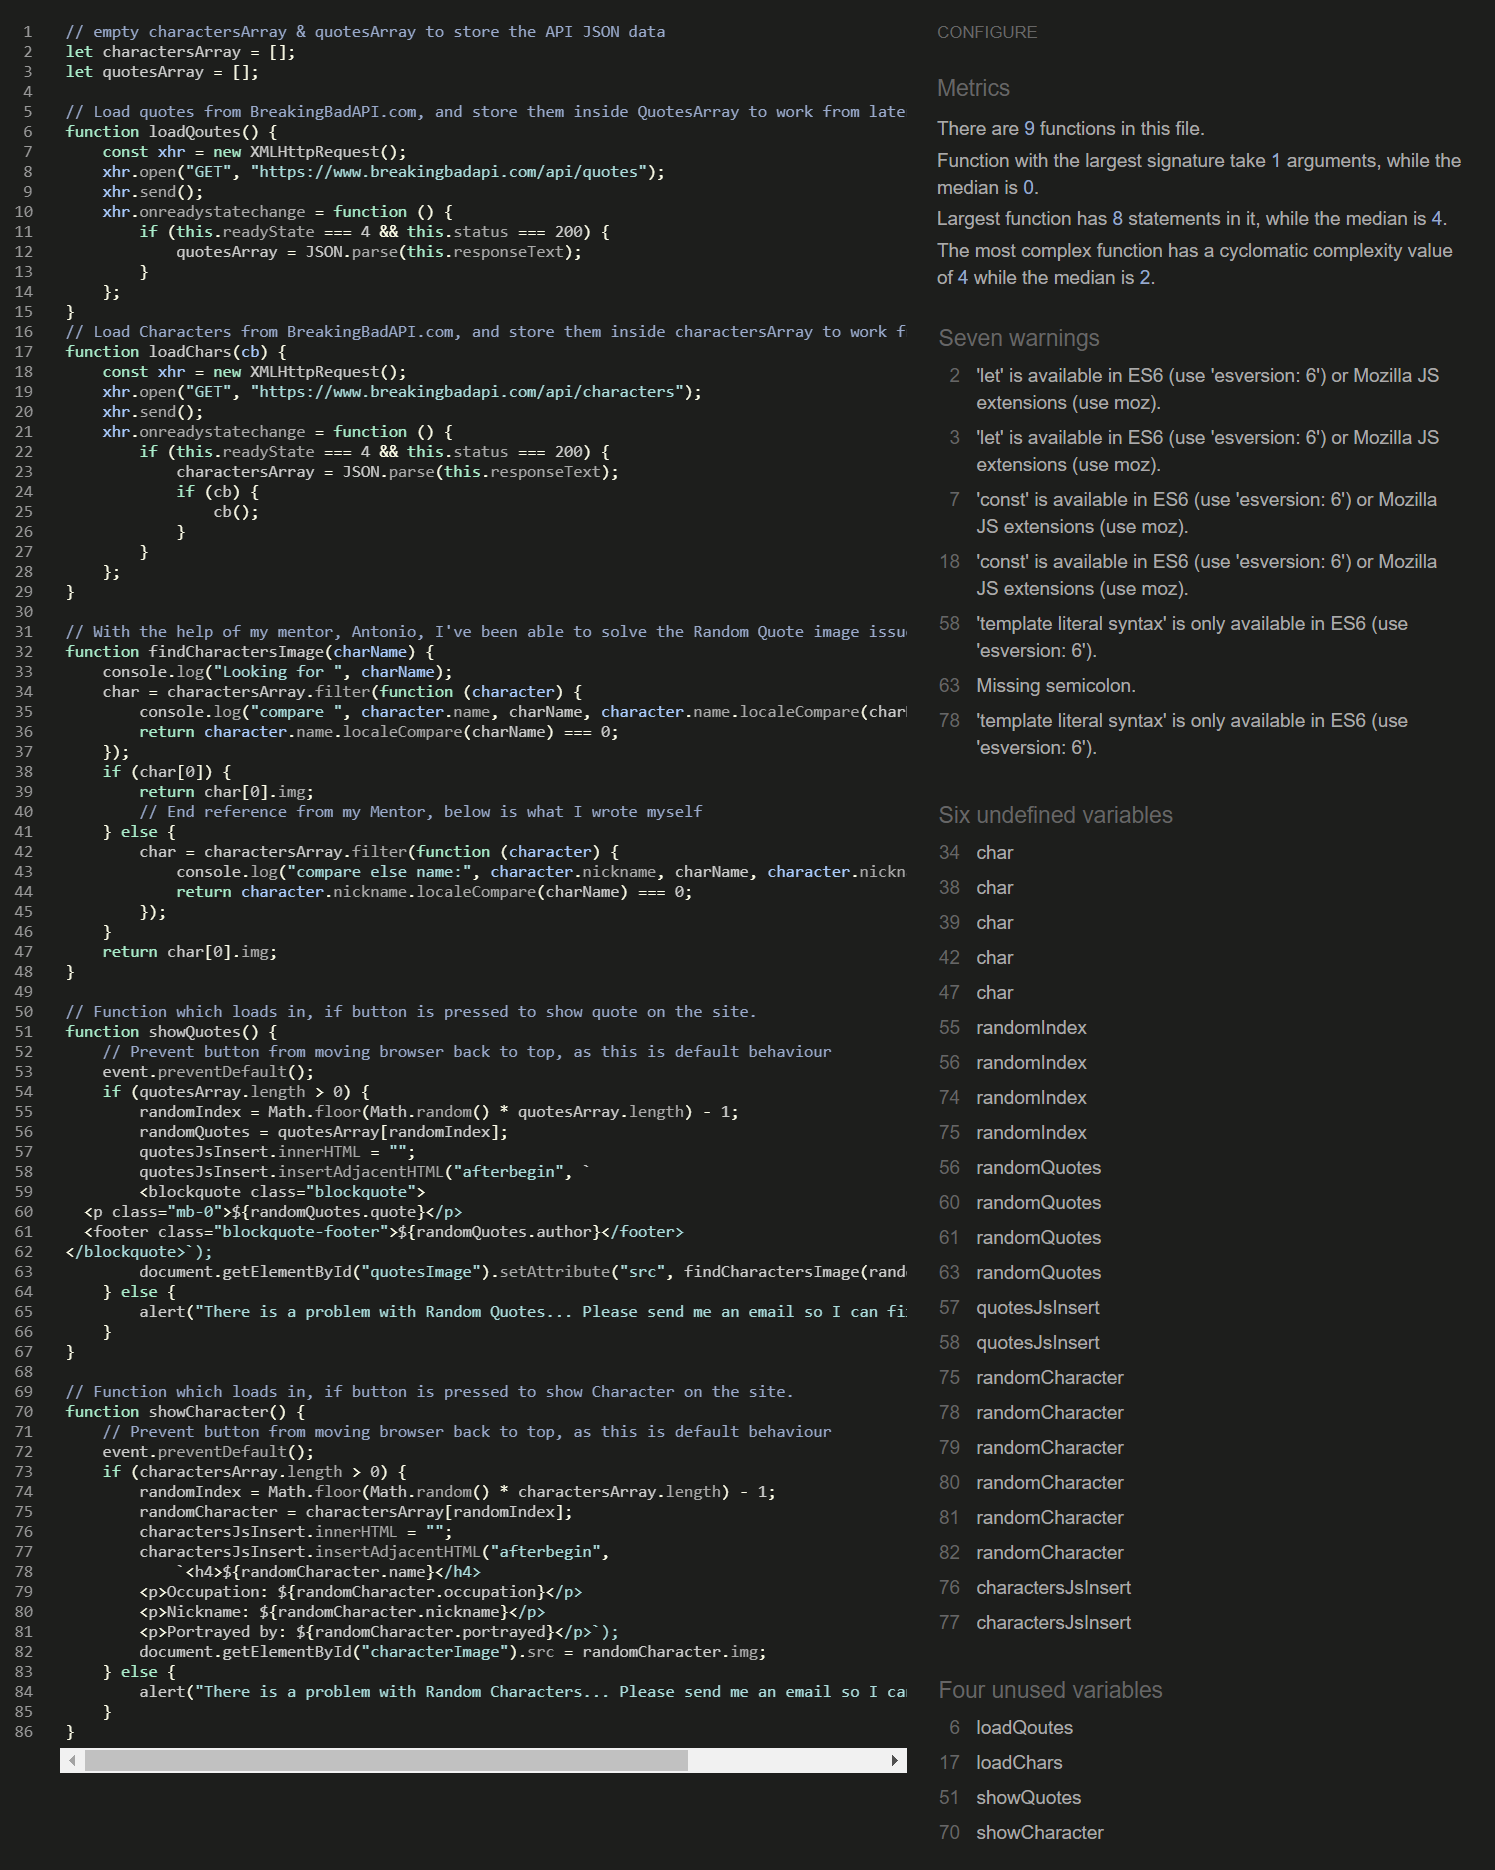 1 // empty charactersArray & quotesArray to store the API JSON data
2 let charactersArray = [];
3 let quotesArray = [];
4
5 // Load quotes from BreakingBadAPI.com, and store them inside QuotesArray to work from late
6 function loadQoutes() {
7 const xhr = new XMLHttpRequest();
8 xhr.open("GET", "https://www.breakingbadapi.com/api/quotes");
9 xhr.send();
10 xhr.onreadystatechange = function () {
11 if (this.readyState === 4 && this.status === 200) {
12 quotesArray = JSON.parse(this.responseText);
13 }
14 };
15 }
16 // Load Characters from BreakingBadAPI.com, and store them inside charactersArray to work f
17 function loadChars(cb) {
18 const xhr = new XMLHttpRequest();
19 xhr.open("GET", "https://www.breakingbadapi.com/api/characters");
20 xhr.send();
21 xhr.onreadystatechange = function () {
22 if (this.readyState === 4 && this.status === 200) {
23 charactersArray = JSON.parse(this.responseText);
24 if (cb) {
25 cb();
26 }
27 }
28 };
29 }
30
31 // With the help of my mentor, Antonio, I've been able to solve the Random Quote image issu
32 function findCharactersImage(charName) {
33 console.log("Looking for ", charName);
34 char = charactersArray.filter(function (character) {
35 console.log("compare ", character.name, charName, character.name.localeCompare(char
36 return character.name.localeCompare(charName) === 0;
37 });
38 if (char[0]) {
39 return char[0].img;
40 // End reference from my Mentor, below is what I wrote myself
41 } else {
42 char = charactersArray.filter(function (character) {
43 console.log("compare else name:", character.nickname, charName, character.nickn
44 return character.nickname.localeCompare(charName) === 0;
45 });
46 }
47 return char[0].img;
48 }
49
50 // Function which loads in, if button is pressed to show quote on the site.
51 function showQuotes() {
52 // Prevent button from moving browser back to top, as this is default behaviour
53 event.preventDefault();
54 if (quotesArray.length > 0) {
55 randomIndex = Math.floor(Math.random() * quotesArray.length) - 1;
56 randomQuotes = quotesArray[randomIndex];
57 quotesJsInsert.innerHTML = "";
58 quotesJsInsert.insertAdjacentHTML("afterbegin", `
59 <blockquote class="blockquote">
60 <p class="mb-0">${randomQuotes.quote}</p>
61 <footer class="blockquote-footer">${randomQuotes.author}</footer>
62 </blockquote>`);
63 document.getElementById("quotesImage").setAttribute("src", findCharactersImage(rand
64 } else {
65 alert("There is a problem with Random Quotes... Please send me an email so I can fi
66 }
67 }
68
69 // Function which loads in, if button is pressed to show Character on the site.
70 function showCharacter() {
71 // Prevent button from moving browser back to top, as this is default behaviour
72 event.preventDefault();
73 if (charactersArray.length > 0) {
74 randomIndex = Math.floor(Math.random() * charactersArray.length) - 1;
75 randomCharacter = charactersArray[randomIndex];
76 charactersJsInsert.innerHTML = "";
77 charactersJsInsert.insertAdjacentHTML("afterbegin",
78 `<h4>${randomCharacter.name}</h4>
79 <p>Occupation: ${randomCharacter.occupation}</p>
80 <p>Nickname: ${randomCharacter.nickname}</p>
81 <p>Portrayed by: ${randomCharacter.portrayed}</p>`);
82 document.getElementById("characterImage").src = randomCharacter.img;
83 } else {
84 alert("There is a problem with Random Characters... Please send me an email so I ca
85 }
86 }
CONFIGURE
Metrics
There are 9 functions in this file.
Function with the largest signature take 1 arguments, while the
median is 0.
Largest function has 8 statements in it, while the median is 4.
The most complex function has a cyclomatic complexity value
of 4 while the median is 2.
Seven warnings
2 'let' is available in ES6 (use 'esversion: 6') or Mozilla JS
extensions (use moz).
3 'let' is available in ES6 (use 'esversion: 6') or Mozilla JS
extensions (use moz).
7 'const' is available in ES6 (use 'esversion: 6') or Mozilla
JS extensions (use moz).
18 'const' is available in ES6 (use 'esversion: 6') or Mozilla
JS extensions (use moz).
58 'template literal syntax' is only available in ES6 (use
'esversion: 6').
63 Missing semicolon.
78 'template literal syntax' is only available in ES6 (use
'esversion: 6').
Six undefined variables
34 char
38 char
39 char
42 char
47 char
55 randomIndex
56 randomIndex
74 randomIndex
75 randomIndex
56 randomQuotes
60 randomQuotes
61 randomQuotes
63 randomQuotes
57 quotesJsInsert
58 quotesJsInsert
75 randomCharacter
78 randomCharacter
79 randomCharacter
80 randomCharacter
81 randomCharacter
82 randomCharacter
76 charactersJsInsert
77 charactersJsInsert
Four unused variables
6 loadQoutes
17 loadChars
51 showQuotes
70 showCharacter